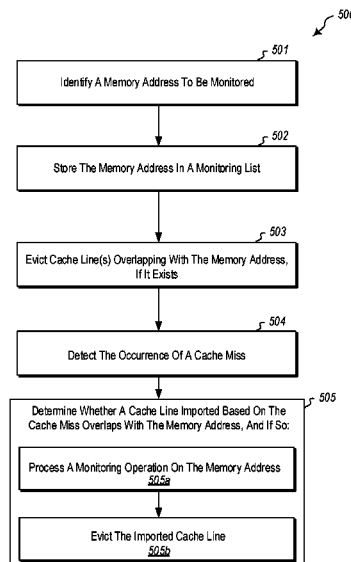 500
501
Identify A Memory Address To Be Monitored
502
Store The Memory Address In A Monitoring List
503
Evict Cache Line(s) Overlapping With The Memory Address,
If It Exists
504
Detect The Occurrence Of A Cache Miss
505
Determine Whether A Cache Line Imported Based On The
Cache Miss Overlaps With The Memory Address, And If So:
Process A Monitoring Operation On The Memory Address
505a
Evict The Imported Cache Line
505b